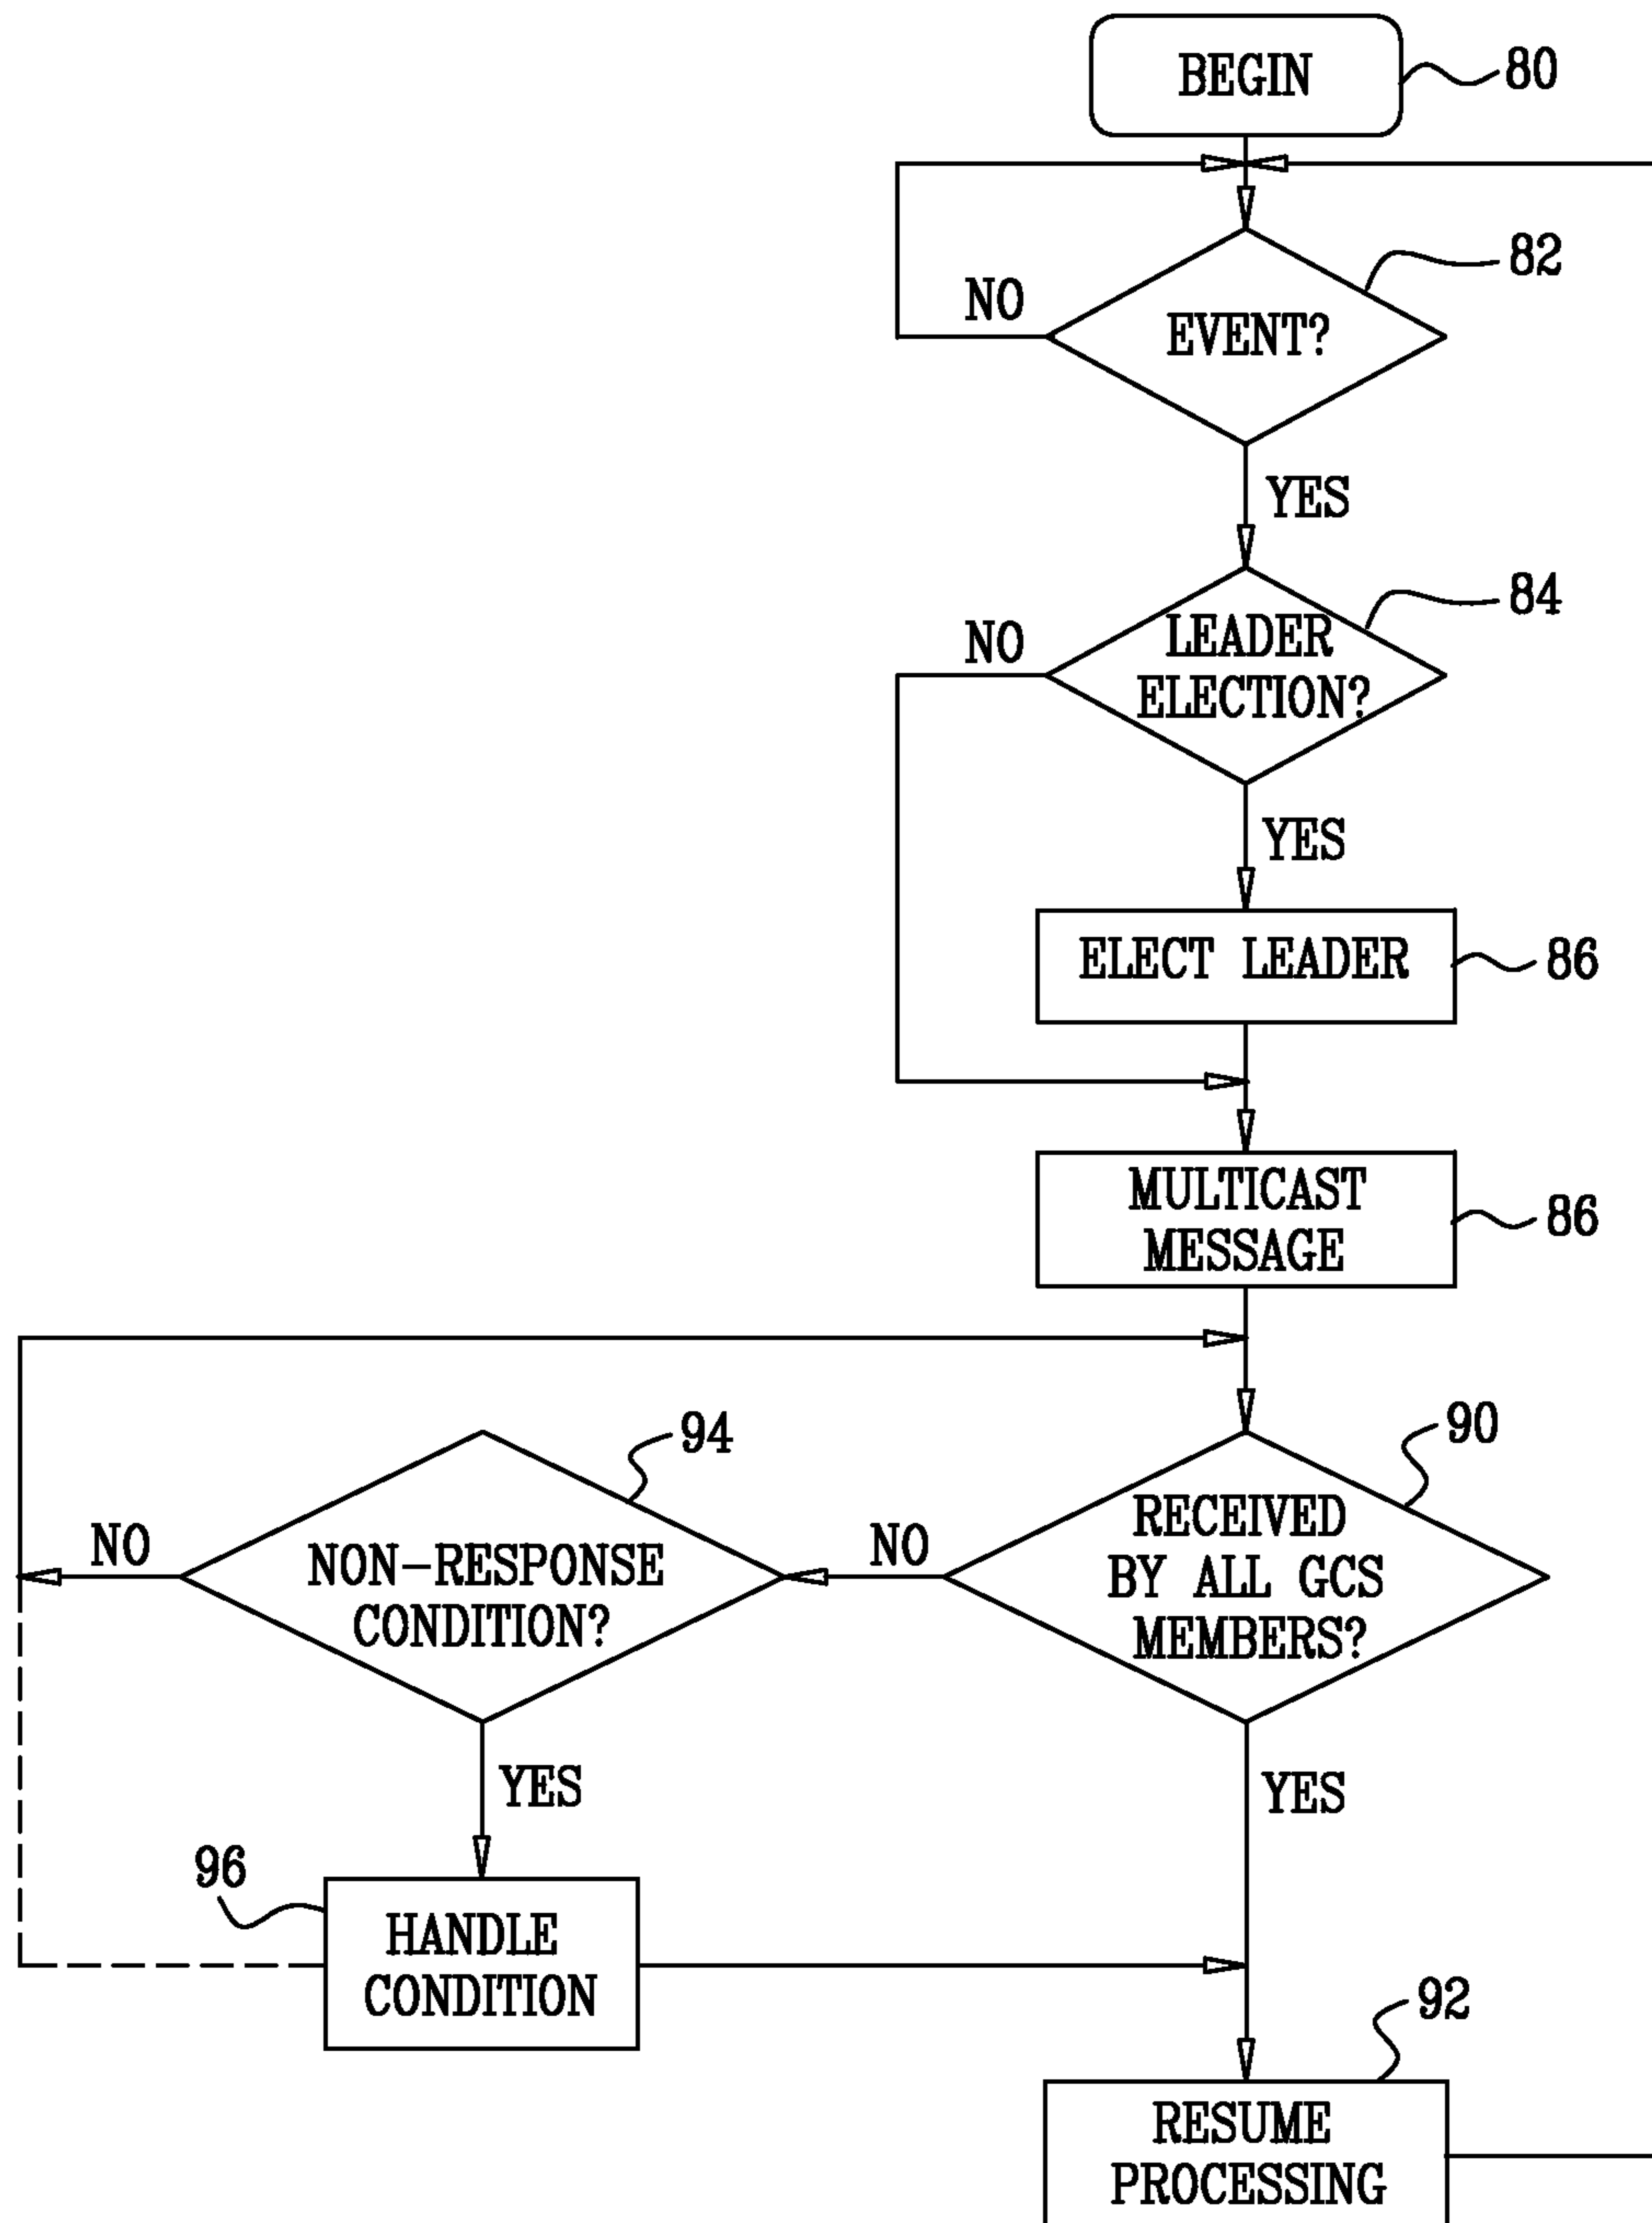 BEGIN
80
82
NO
EVENT?
YES
84
NO
LEADER
ELECTION?
YES
ELECT LEADER
86
MULTICAST
MESSAGE
86
94
90
NO
NON-RESPONSE
CONDITION?
NO
RECEIVED
BY ALL GCS
MEMBERS?
YES
YES
96
HANDLE
CONDITION
92
RESUME
PROCESSING